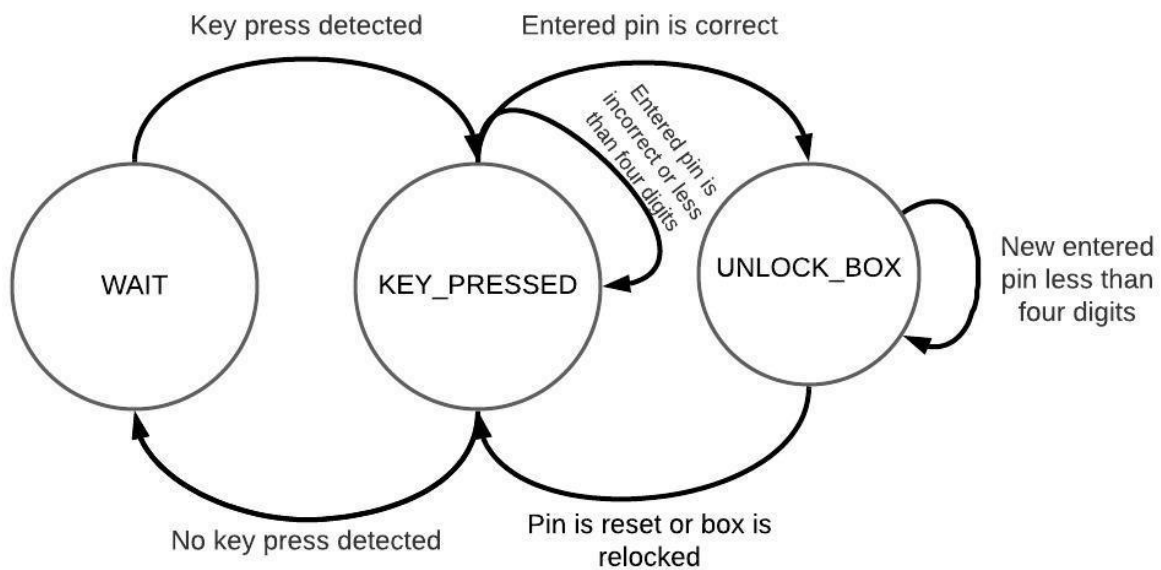 Key press detected
Entered pin is correct
Entered pin is
incorrect or less
than four digits
WAIT
KEY_PRESSED
UNLOCK_BOX
New entered
pin less than
four digits
No key press detected
Pin is reset or box is
relocked